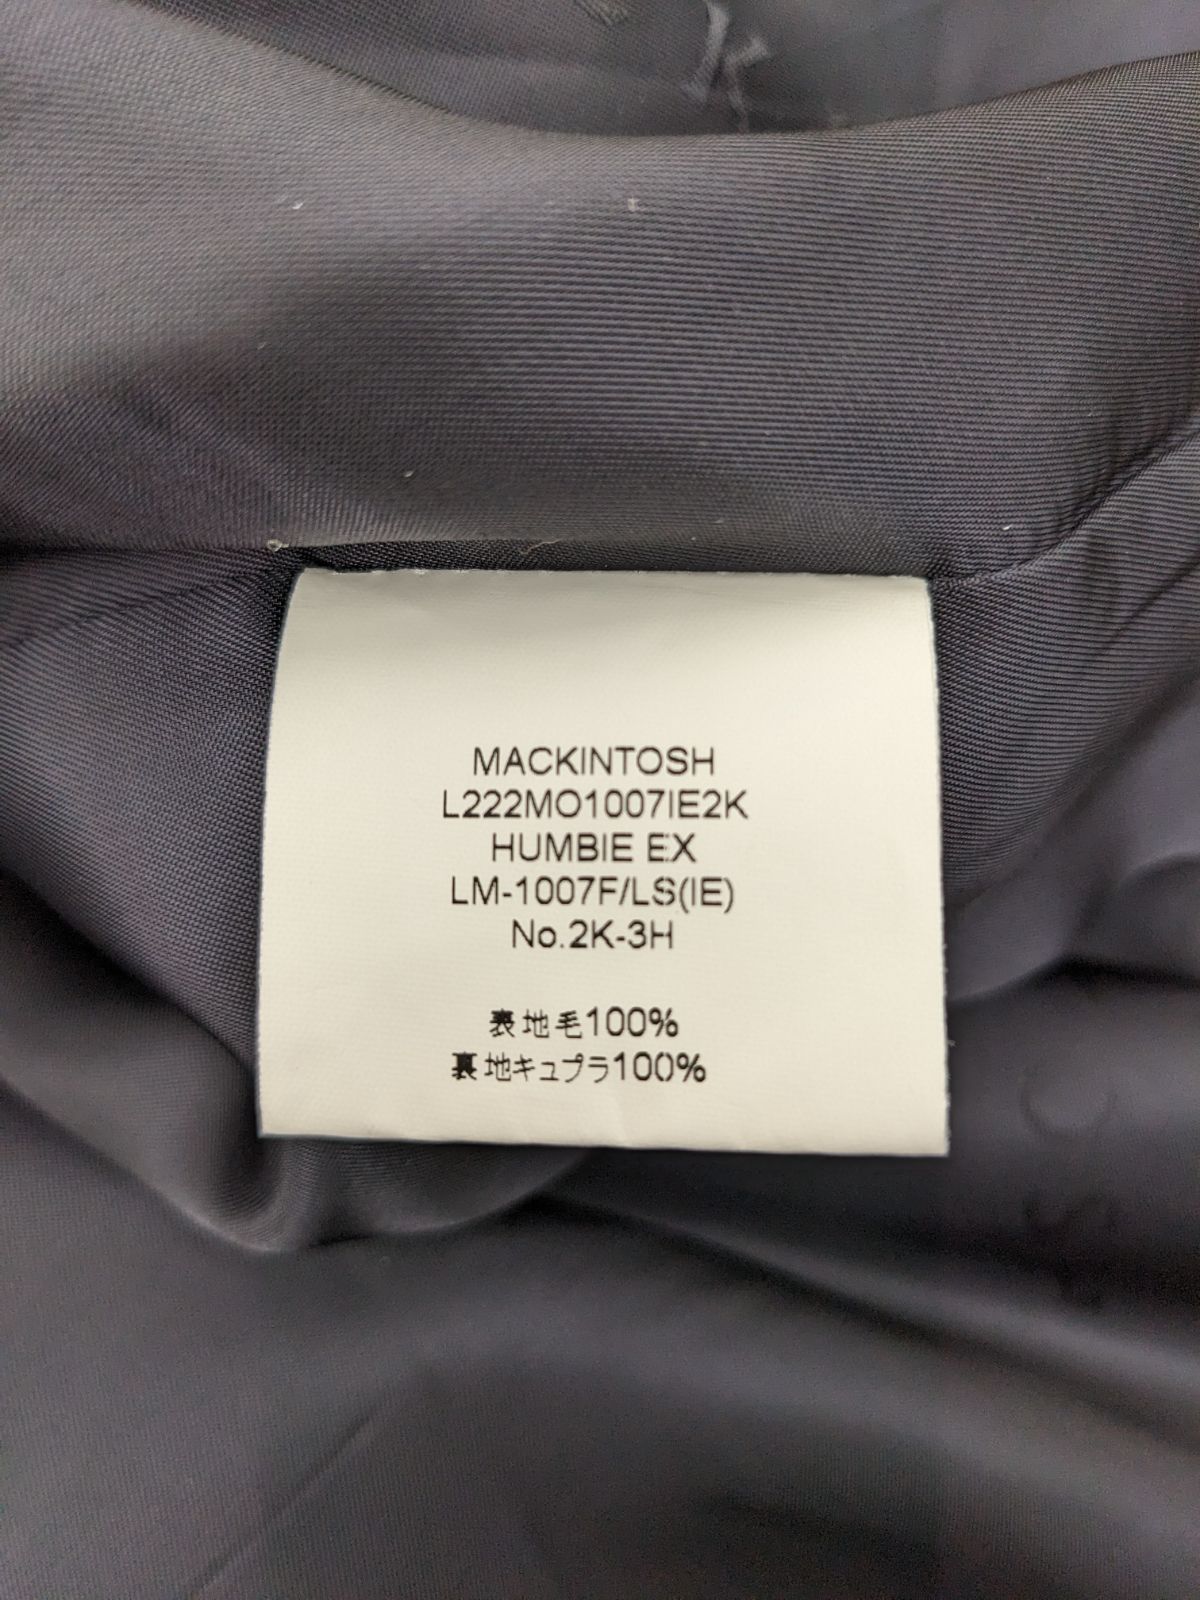 MACKINTOSH
L222MO1007IE2K
HUMBIE EX
LM-1007F/LS(IE)
No.2K-3H
表地毛100%
裏地キュプラ100%